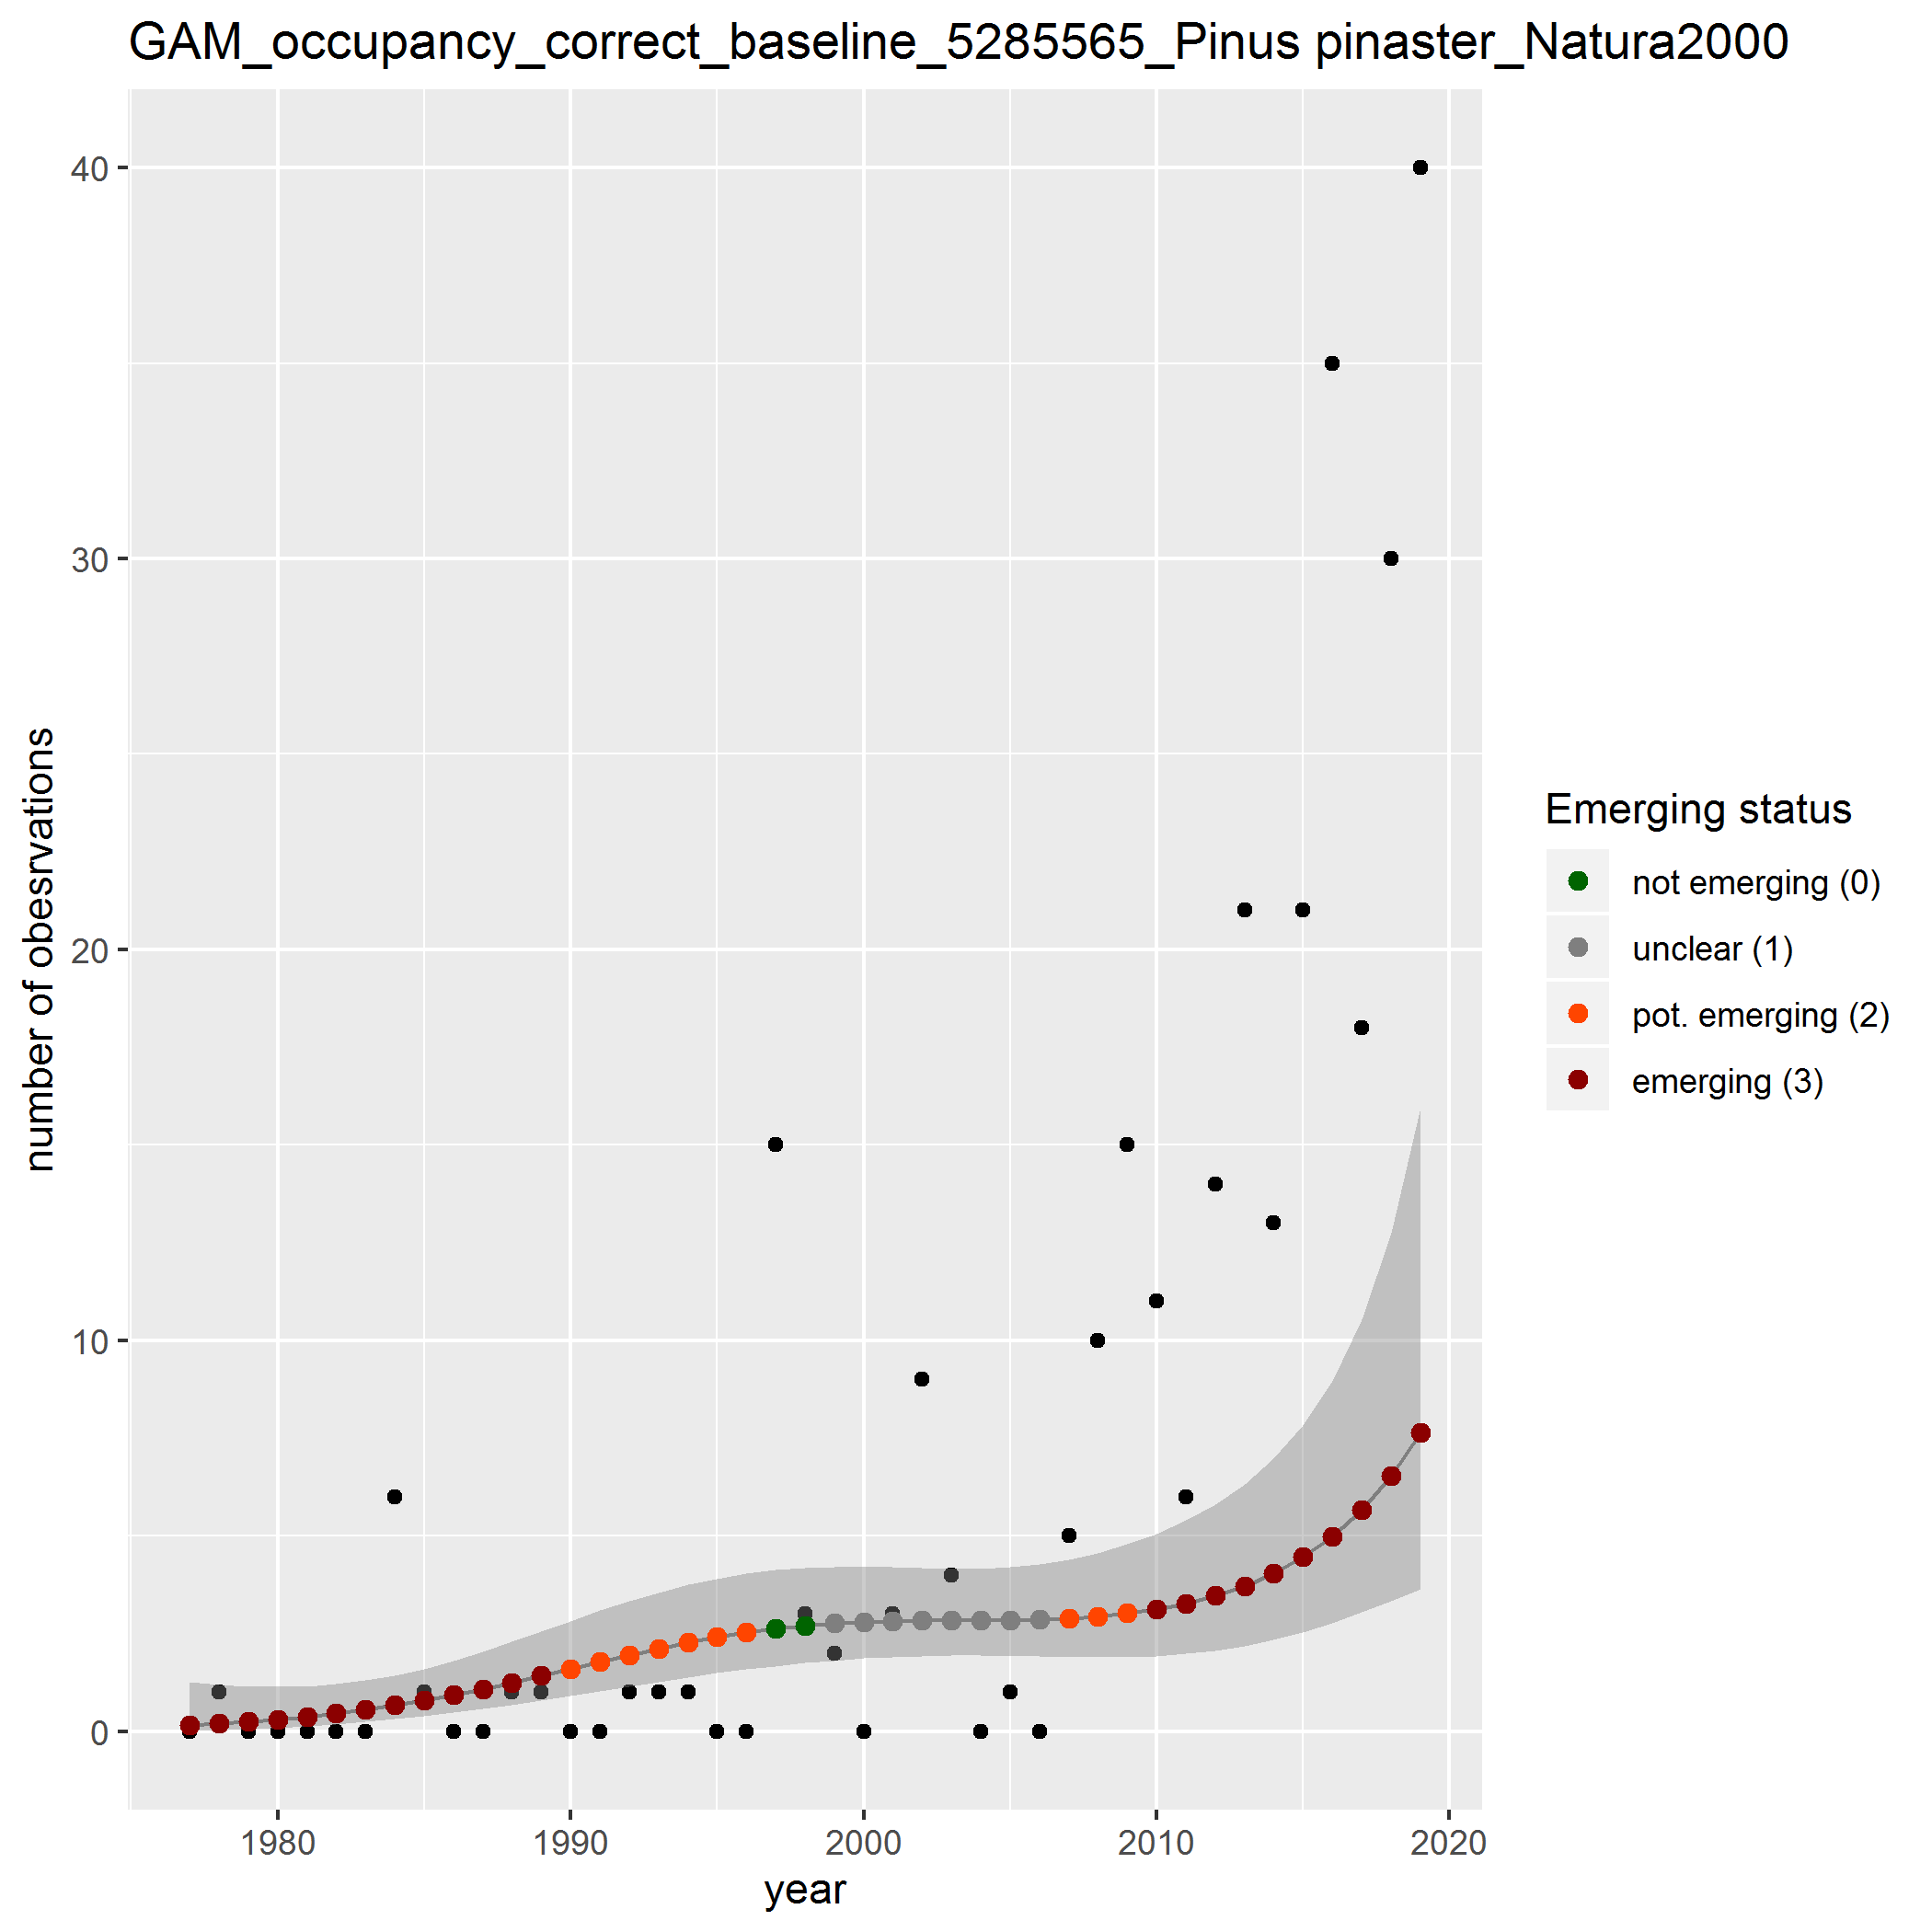 GAM_occupancy_correct_baseline_5285565_Pinus pinaster_Natura2000
40
30
20
10
0
number of obesrvations
1980
1990
2000
2010
2020
year
Emerging status
not emerging (0)
unclear (1)
pot. emerging (2)
emerging (3)